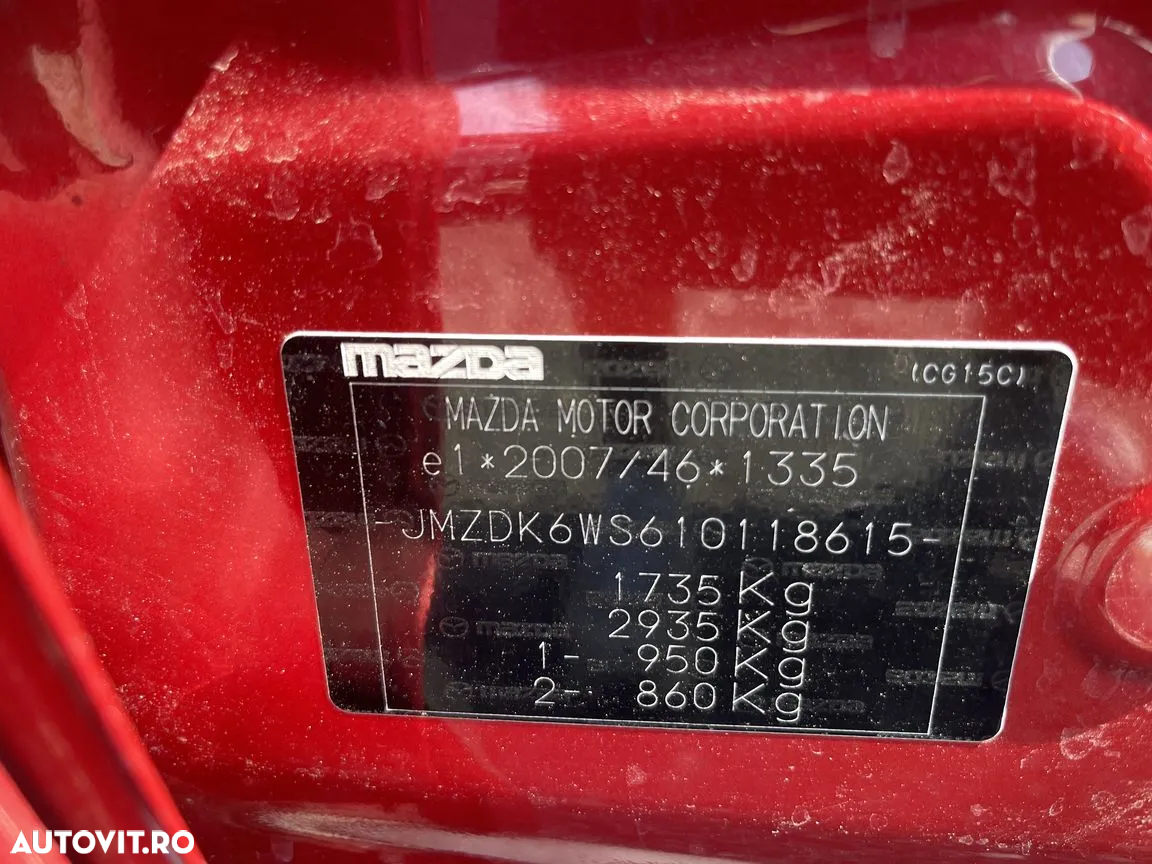 mazda
(CG15C)
MAZDA MOTOR CORPORATION
e1*2007/46*1335
-JMZDK6WS610118615-
1735 Kg
2935 Kg
1- 950 Kg
2- 860 Kg
AUTOVIT.RO